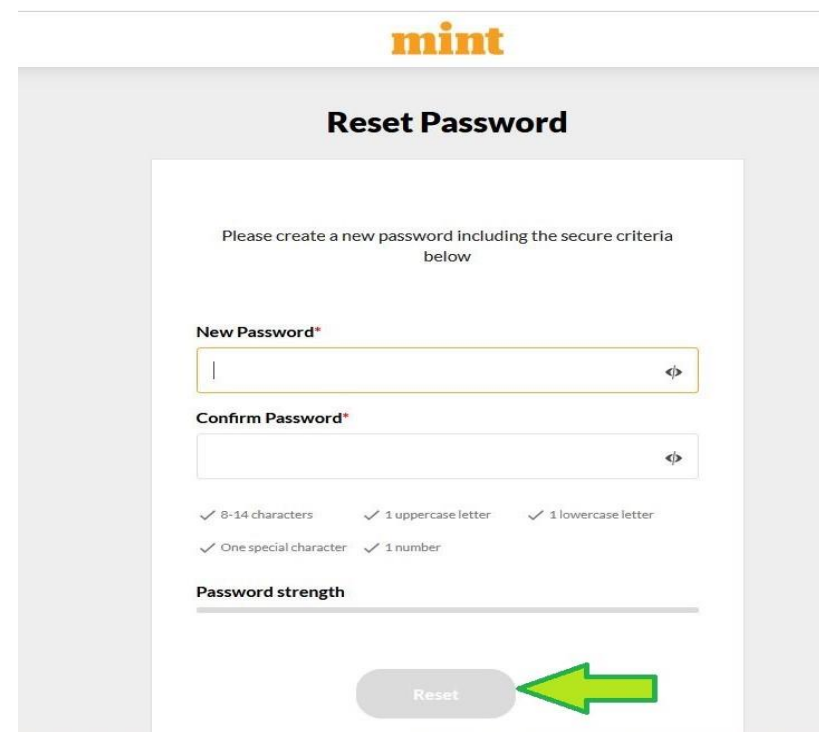 mint
Reset Password
Please create a new password including the secure criteria
below
New Password*
Confirm Password*
8-14 characters 1 uppercase letter 1 lowercase letter
One special character 1 number
Password strength
Reset